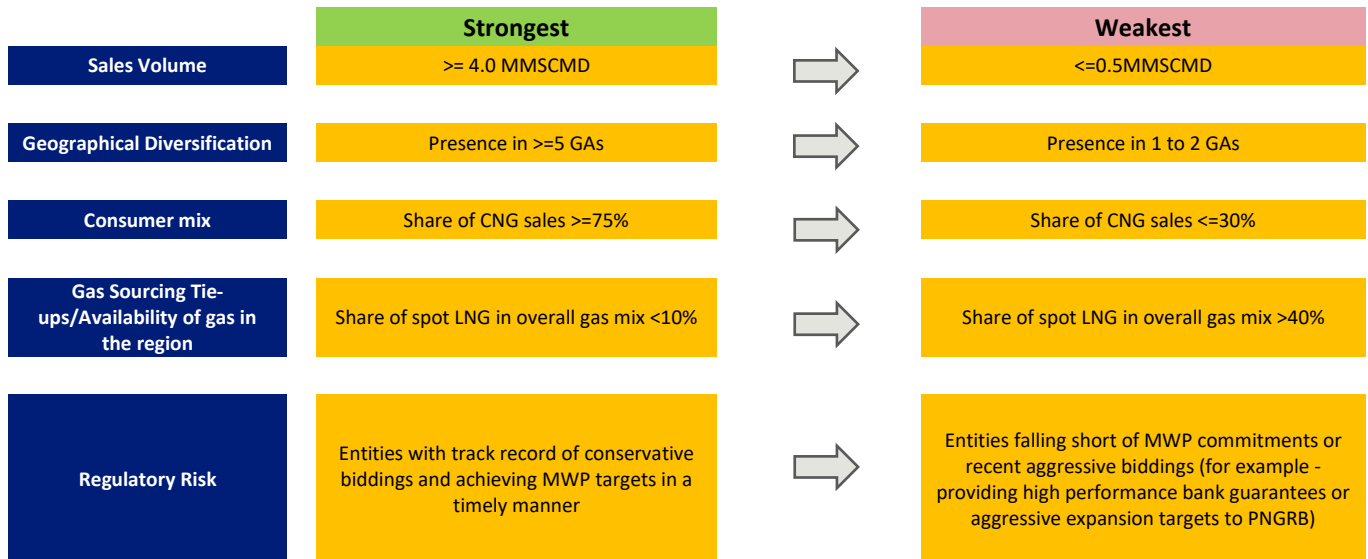 Strongest
Weakest
Sales Volume
>= 4.0 MMSCMD
<=0.5MMSCMD
Geographical Diversification
Presence in >=5 GAs
Presence in 1 to 2 GAs
Consumer mix
Share of CNG sales >=75%
Share of CNG sales <=30%
Gas Sourcing Tie-
ups/Availability of gas in
the region
Share of spot LNG in overall gas mix <10%
Share of spot LNG in overall gas mix >40%
Regulatory Risk
Entities with track record of conservative
biddings and achieving MWP targets in a
timely manner
Entities falling short of MWP commitments or
recent aggressive biddings (for example -
providing high performance bank guarantees or
aggressive expansion targets to PNGRB)